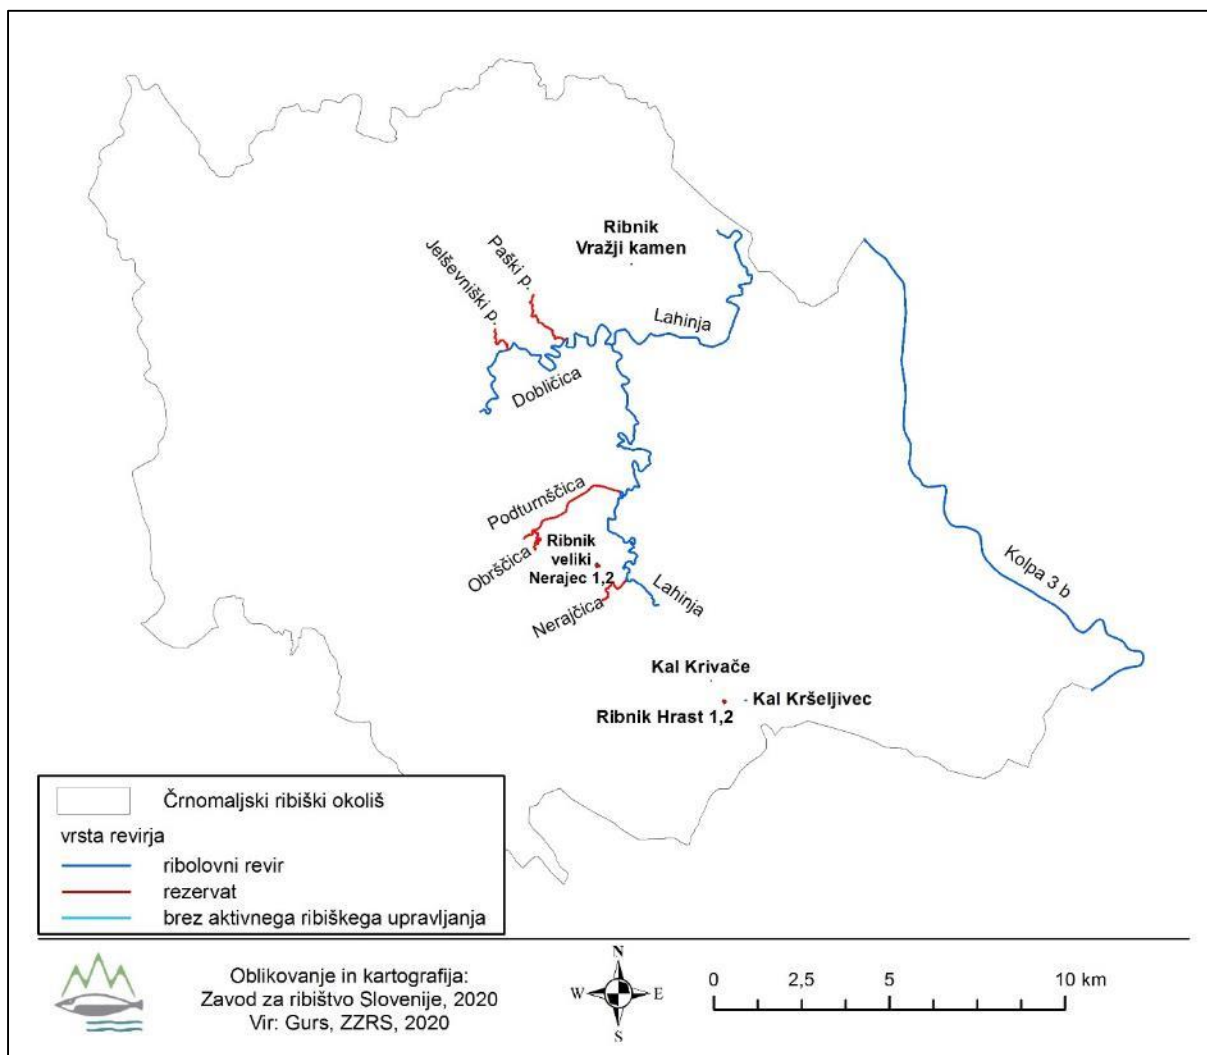 Ribnik
Vražji kamen
Paški p.
Jelševniški p.
Lahinja
Dobličica
Podturnščica
Obrščica
Ribnik
veliki
Nerajec 1,2
Nerajčica
Lahinja
Kolpa 3 b
Kal Krivače
Kal Kršeljivec
Ribnik Hrast 1,2
Črnomaljski ribiški okoliš
vrsta revirja
ribolovni revir
rezervat
brez aktivnega ribiškega upravljanja
Oblikovanje in kartografija:
Zavod za ribištvo Slovenije, 2020
Vir: Gurs, ZZRS, 2020
N
W E
S
0 2,5 5 10 km